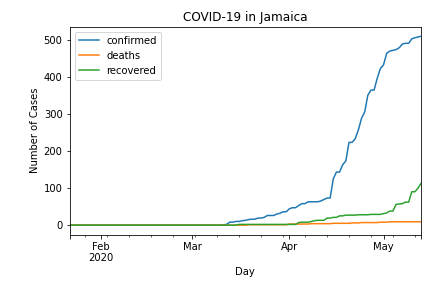 COVID-19 in Jamaica
confirmed
deaths
recovered
Number of Cases
500
400
300
200
100
0
Feb
2020
Mar
Apr
May
Day